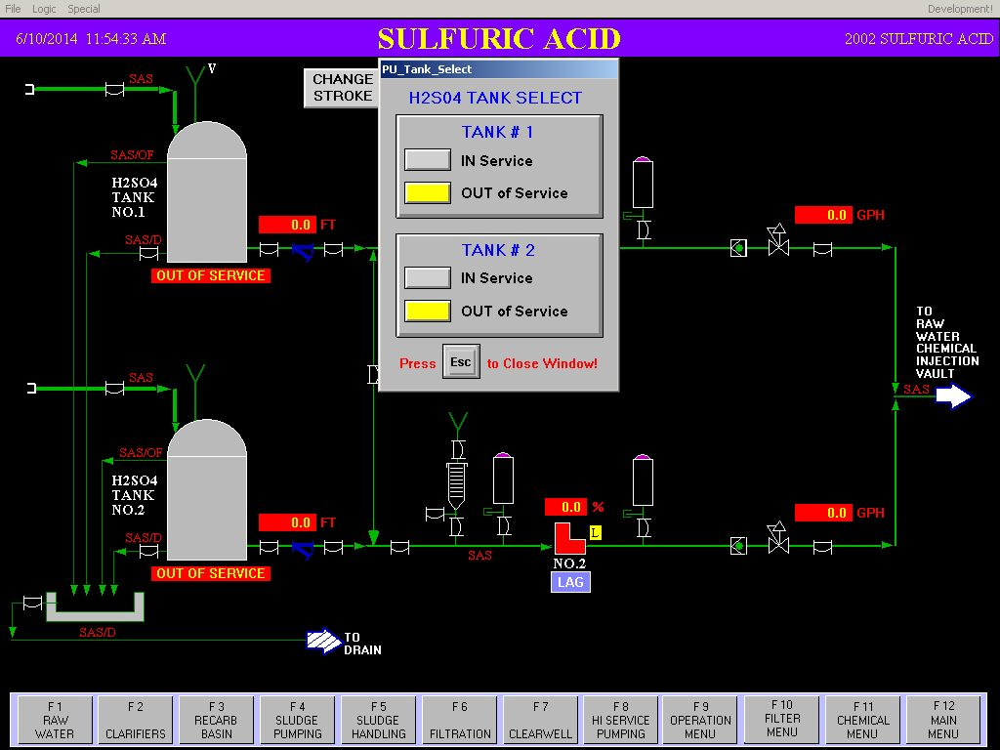 File Logic Special Development!
6/10/2014 11:54:33 AM
SULFURIC ACID
2002 SULFURIC ACID
PU_Tank_Select
H2S04 TANK SELECT
TANK # 1
IN Service
OUT of Service
TANK # 2
IN Service
OUT of Service
Press Esc to Close Window!
CHANGE
STROKE
SAS
V
SAS/OF
H2SO4
TANK
NO.1
SAS/D
0.0 FT
OUT OF SERVICE
0.0 GPH
TO
RAW
WATER
CHEMICAL
INJECTION
VAULT
SAS
SAS
SAS/OF
H2SO4
TANK
NO.2
SAS/D
0.0 FT
OUT OF SERVICE
SAS
0.0 %
L
NO.2
LAG
0.0 GPH
SAS/D
TO
DRAIN
F 1
RAW
WATER
F 2
CLARIFIERS
F 3
RECARB
BASIN
F 4
SLUDGE
PUMPING
F 5
SLUDGE
HANDLING
F 6
FILTRATION
F 7
CLEARWELL
F 8
HI SERVICE
PUMPING
F 9
OPERATION
MENU
F 10
FILTER
MENU
F 11
CHEMICAL
MENU
F 12
MAIN
MENU